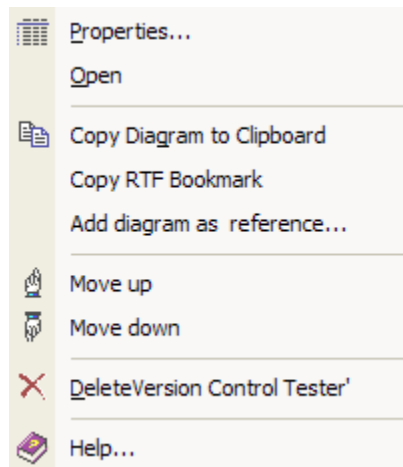 Properties...
Open
Copy Diagram to Clipboard
Copy RTF Bookmark
Add diagram as  reference...
Move up
Move down
DeleteVersion Control Tester'
Help...